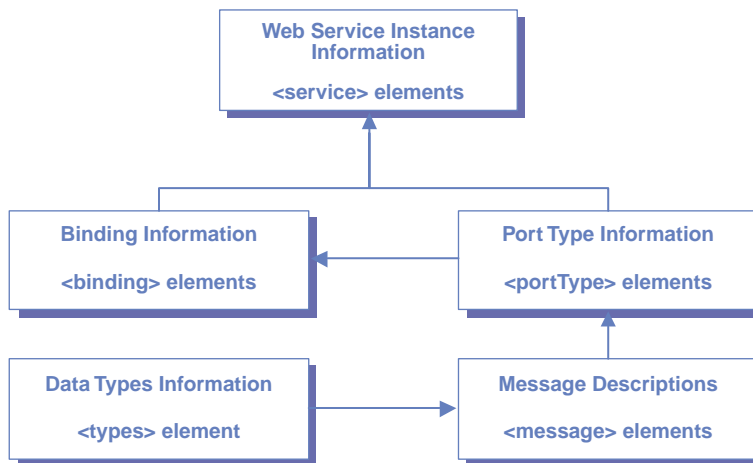 Web Service Instance
Information
<service> elements
Binding Information
<binding> elements
Port Type Information
<portType> elements
Data Types Information
<types> element
Message Descriptions
<message> elements